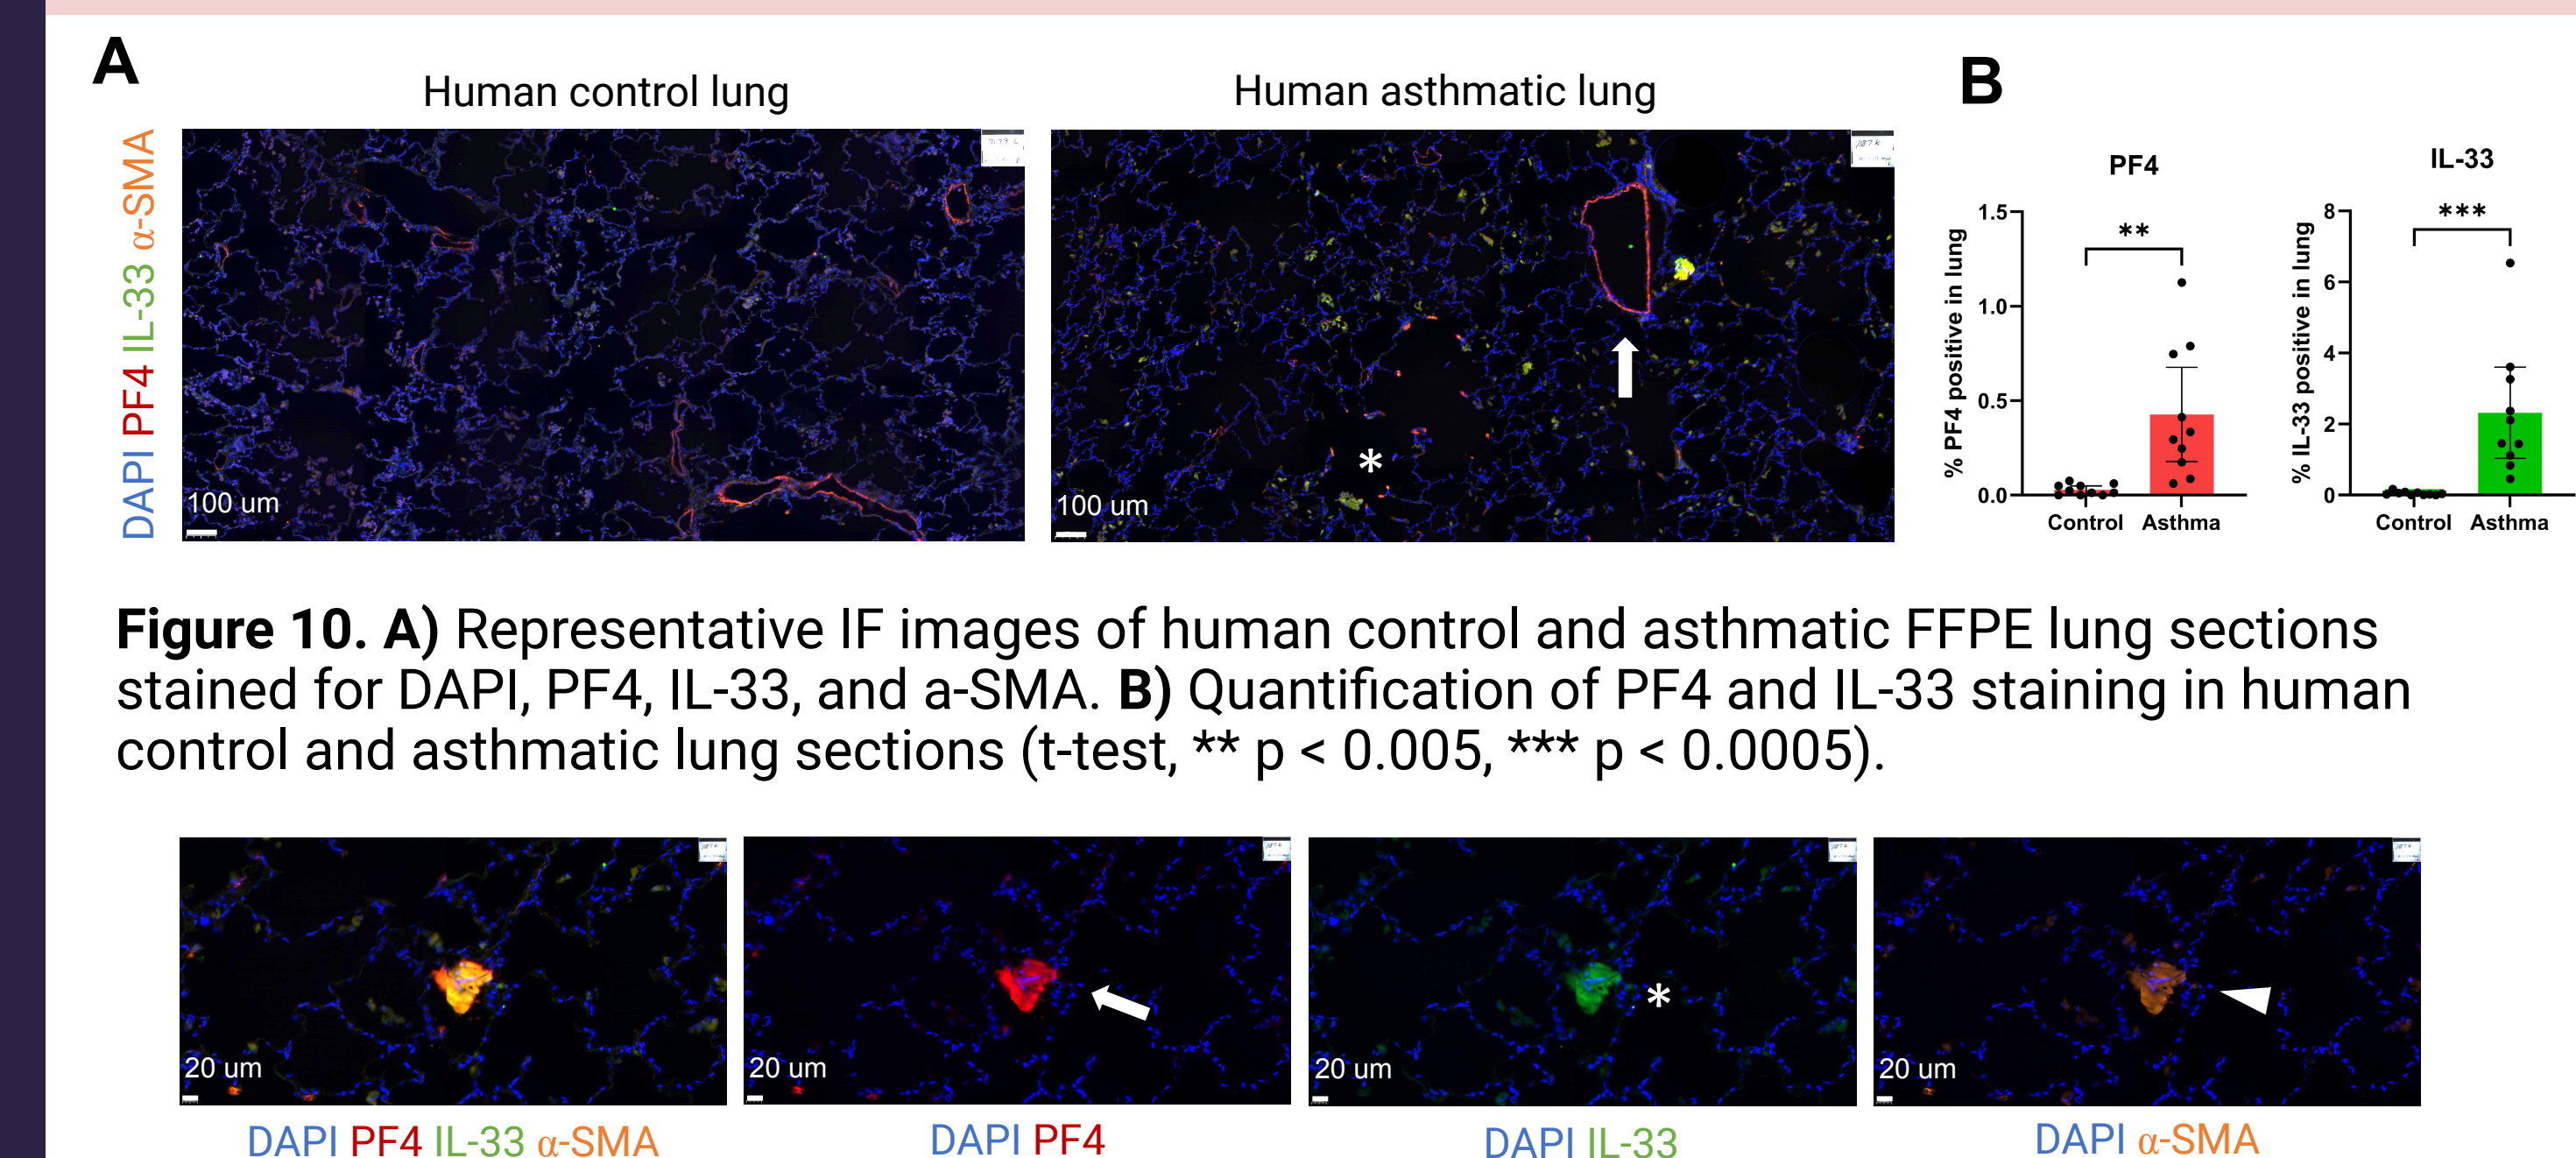 A
Human control lung
Human asthmatic lung
DAPI PF4 IL-33 α-SMA
100 um
100 um
*
B
PF4
% PF4 positive in lung
1.5
1.0
0.5
0.0
**
Control Asthma
IL-33
% IL-33 positive in lung
8
6
4
2
0
***
Control Asthma
Figure 10. A) Representative IF images of human control and asthmatic FFPE lung sections
stained for DAPI, PF4, IL-33, and a-SMA. B) Quantification of PF4 and IL-33 staining in human
control and asthmatic lung sections (t-test, ** p < 0.005, *** p < 0.0005).
20 um
20 um
20 um
*
20 um
DAPI PF4 IL-33 α-SMA
DAPI PF4
DAPI IL-33
DAPI α-SMA